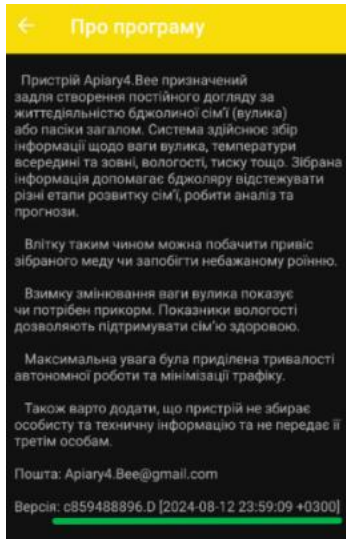 Про програму
Пристрій Apiary4.Bee призначений
задля створення постійного догляду за
життєдіяльністю бджолиної сім'ї (вулика)
або пасіки загалом. Система здійснює збір
інформації щодо ваги вулика, температури
всередині та зовні, вологості, тиску тощо. Зібрана
інформація допомагає бджоляру відстежувати
різні етапи розвитку сім'ї, робити аналіз та
прогнози.
Влітку таким чином можна побачити привіс
зібраного меду чи запобігти небажаному роїнню.
Взимку змінювання ваги вулика показує
чи потрібен прикорм. Показники вологості
дозволяють підтримувати сім'ю здоровою.
Максимальна увага була приділена тривалості
автономної роботи та мінімізації трафіку.
Також варто додати, що пристрій не збирає
особисту та техничну інформацію та не передає її
третім особам.
Пошта: Apiary4.Bee@gmail.com
Версія: c859488896.D [2024-08-12 23:59:09 +0300]